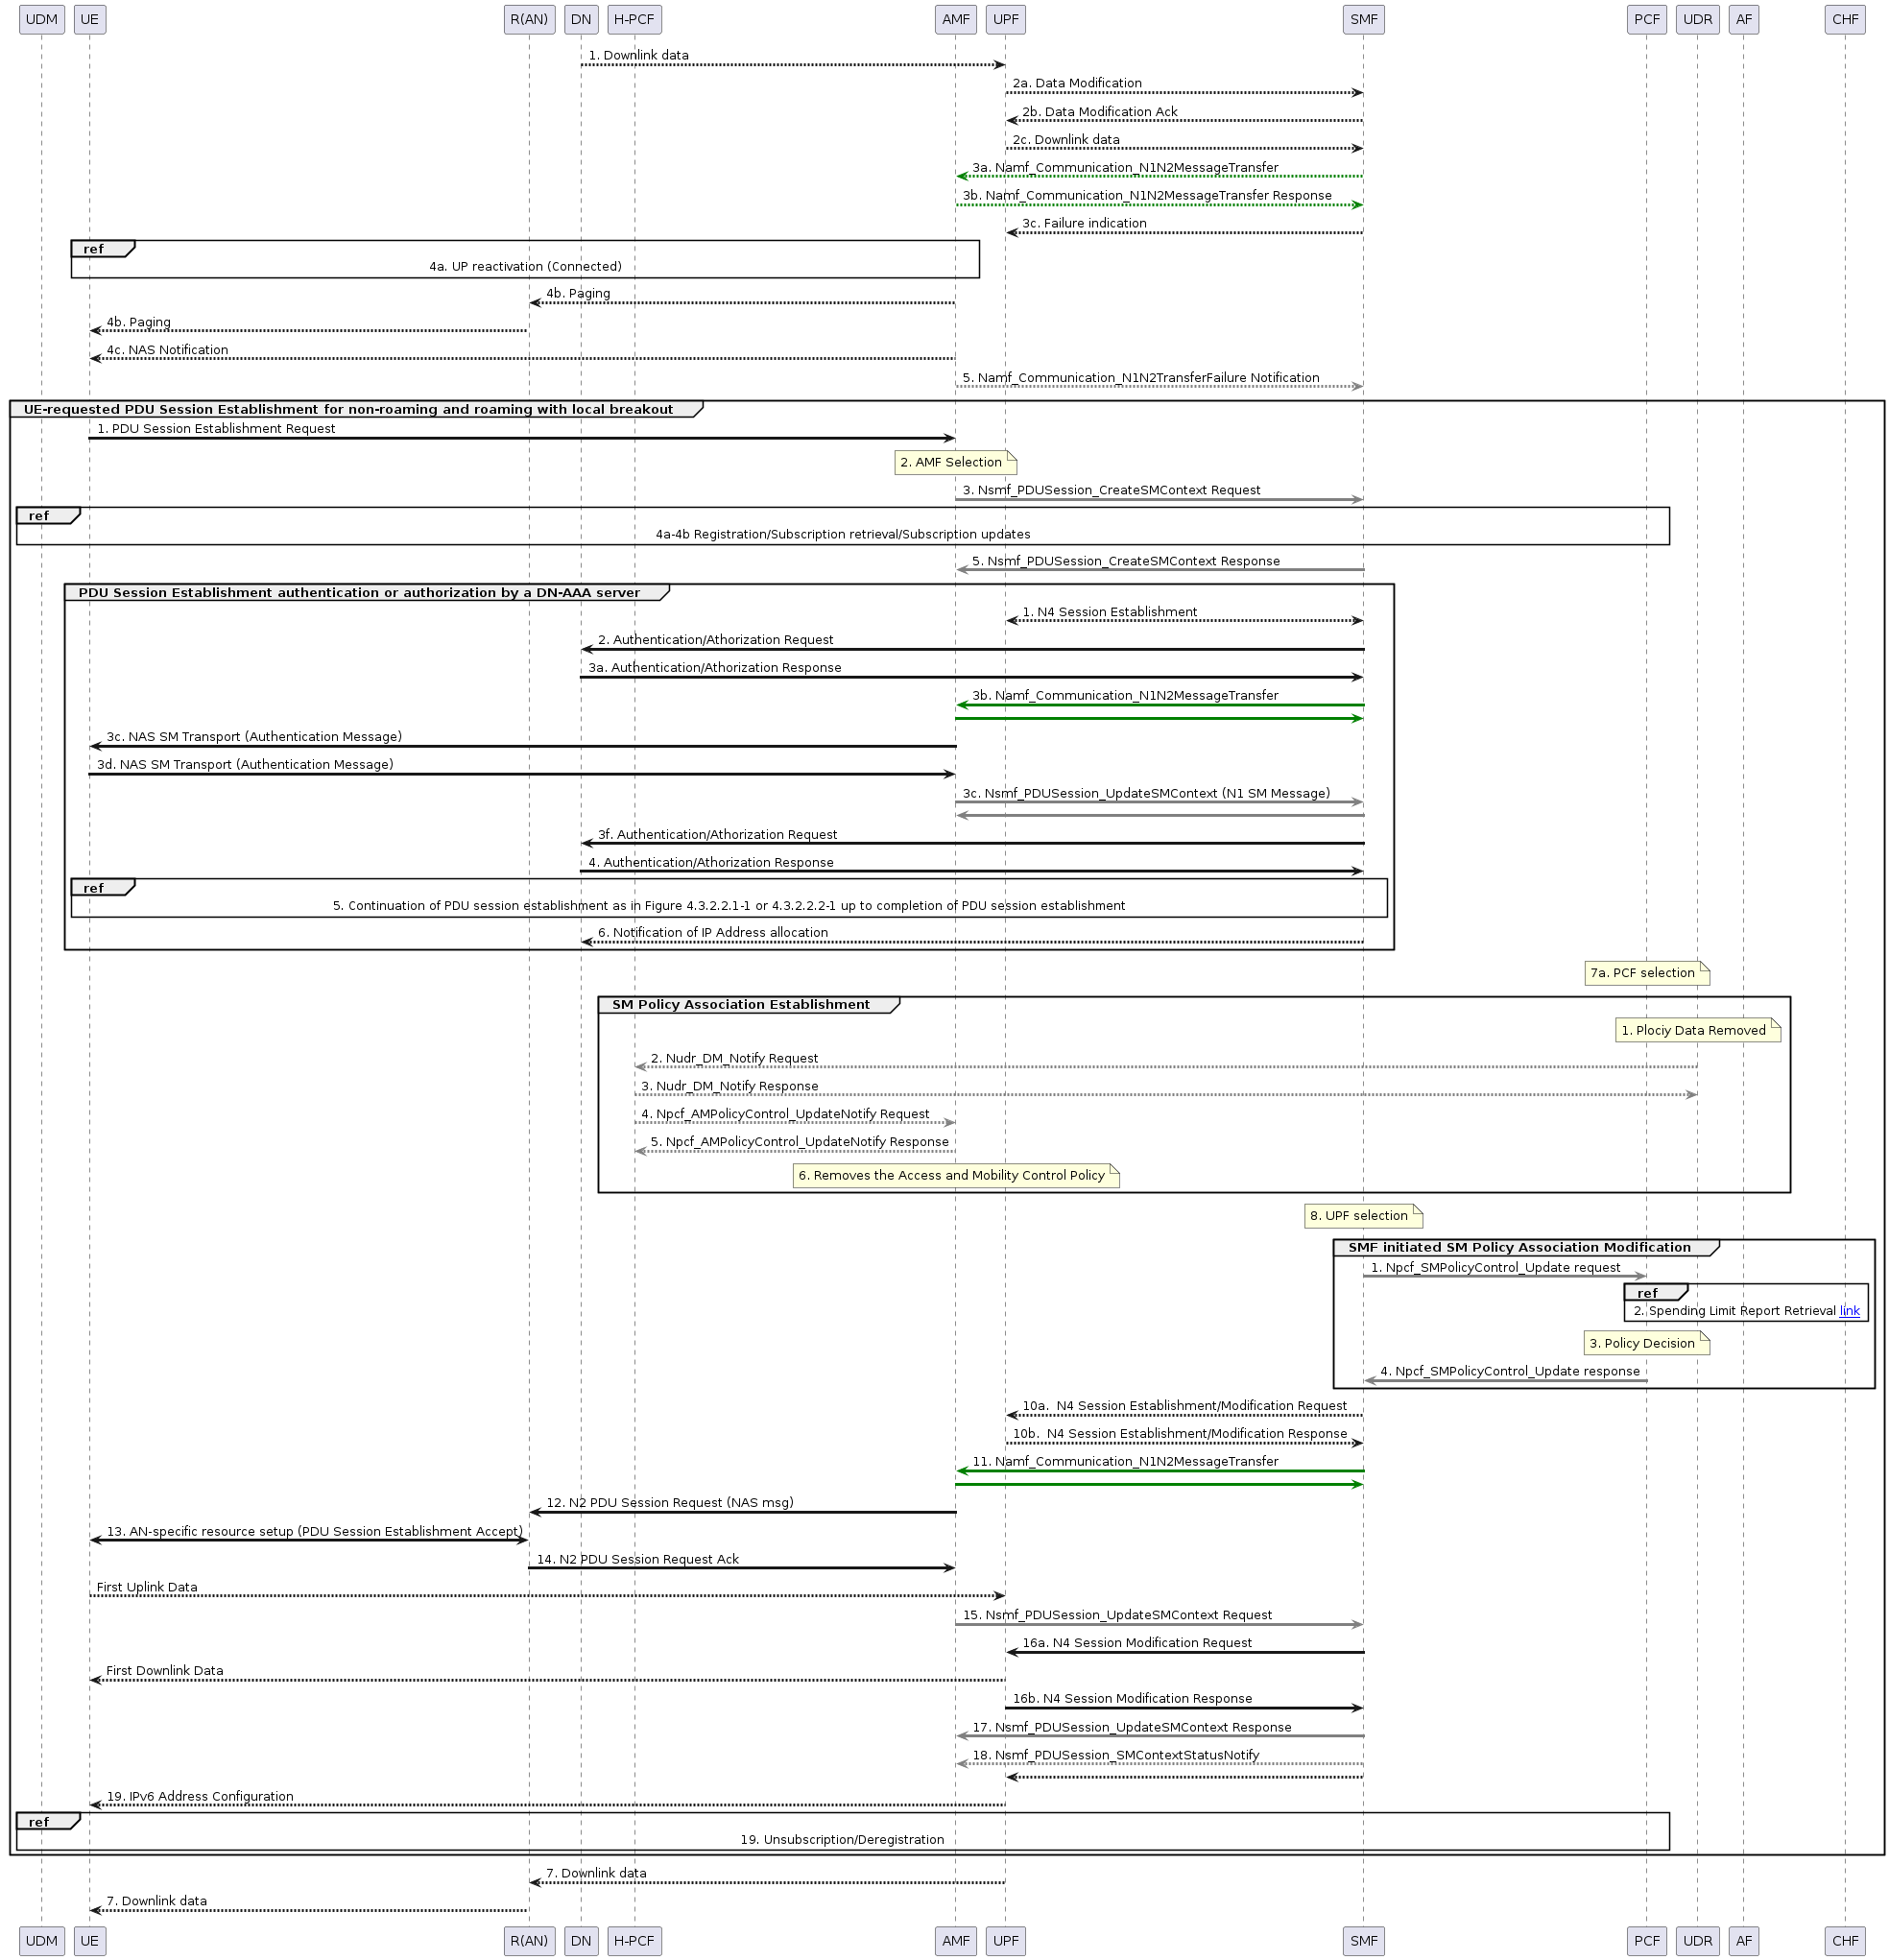 UDM UE R(AN) DN H-PCF AMF UPF SMF PCF UDR AF CHF
1. Downlink data
2a. Data Modification
2b. Data Modification Ack
2c. Downlink data
3a. Namf_Communication_N1N2MessageTransfer
3b. Namf_Communication_N1N2MessageTransfer Response
3c. Failure indication
ref
4a. UP reactivation (Connected)
4b. Paging
4b. Paging
4c. NAS Notification
5. Namf_Communication_N1N2TransferFailure Notification
UE-requested PDU Session Establishment for non-roaming and roaming with local breakout
1. PDU Session Establishment Request
2. AMF Selection
3. Nsmf_PDUSession_CreateSMContext Request
ref
4a-4b Registration/Subscription retrieval/Subscription updates
5. Nsmf_PDUSession_CreateSMContext Response
PDU Session Establishment authentication or authorization by a DN-AAA server
1. N4 Session Establishment
2. Authentication/Athorization Request
3a. Authentication/Athorization Response
3b. Namf_Communication_N1N2MessageTransfer
3c. NAS SM Transport (Authentication Message)
3d. NAS SM Transport (Authentication Message)
3c. Nsmf_PDUSession_UpdateSMContext (N1 SM Message)
3f. Authentication/Athorization Request
4. Authentication/Athorization Response
ref
5. Continuation of PDU session establishment as in Figure 4.3.2.2.1-1 or 4.3.2.2.2-1 up to completion of PDU session establishment
6. Notification of IP Address allocation
7a. PCF selection
SM Policy Association Establishment
1. Plociy Data Removed
2. Nudr_DM_Notify Request
3. Nudr_DM_Notify Response
4. Npcf_AMPolicyControl_UpdateNotify Request
5. Npcf_AMPolicyControl_UpdateNotify Response
6. Removes the Access and Mobility Control Policy
8. UPF selection
SMF initiated SM Policy Association Modification
1. Npcf_SMPolicyControl_Update request
ref
2. Spending Limit Report Retrieval link
3. Policy Decision
4. Npcf_SMPolicyControl_Update response
10a. N4 Session Establishment/Modification Request
10b. N4 Session Establishment/Modification Response
11. Namf_Communication_N1N2MessageTransfer
12. N2 PDU Session Request (NAS msg)
13. AN-specific resource setup (PDU Session Establishment Accept)
14. N2 PDU Session Request Ack
First Uplink Data
15. Nsmf_PDUSession_UpdateSMContext Request
16a. N4 Session Modification Request
First Downlink Data
16b. N4 Session Modification Response
17. Nsmf_PDUSession_UpdateSMContext Response
18. Nsmf_PDUSession_SMContextStatusNotify
19. IPv6 Address Configuration
ref
19. Unsubscription/Deregistration
7. Downlink data
7. Downlink data
UDM UE R(AN) DN H-PCF AMF UPF SMF PCF UDR AF CHF